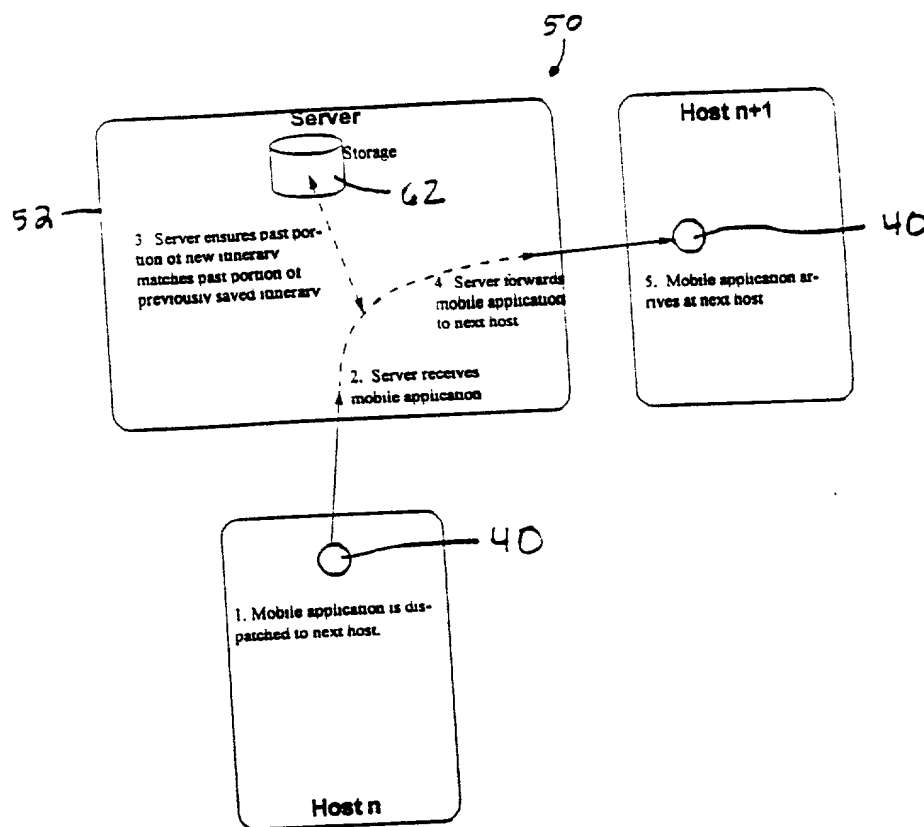 50
Server
Host n+1
Storage
62
52
40
3 Server ensures past por-
tion of new itinerary
matches past portion of
previously saved itinerary
4 Server forwards
mobile application
to next host
5. Mobile application ar-
rives at next host
2. Server receives
mobile application
40
1. Mobile application is dis-
patched to next host.
Host n